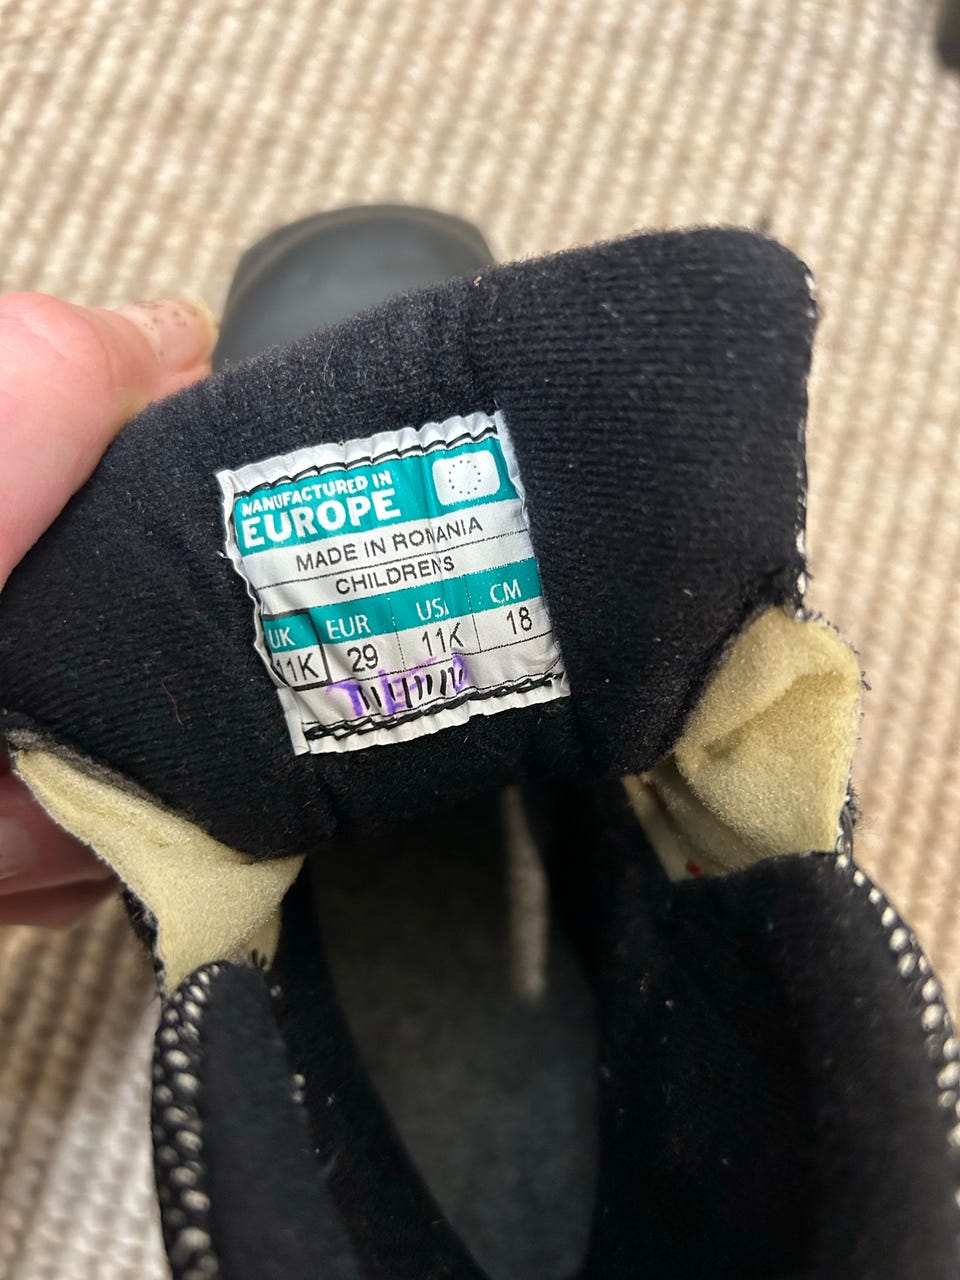 MANUFACTURED IN
EUROPE
MADE IN ROMANIA
CHILDRENS
UK EUR US CM
11K 29 11K 18